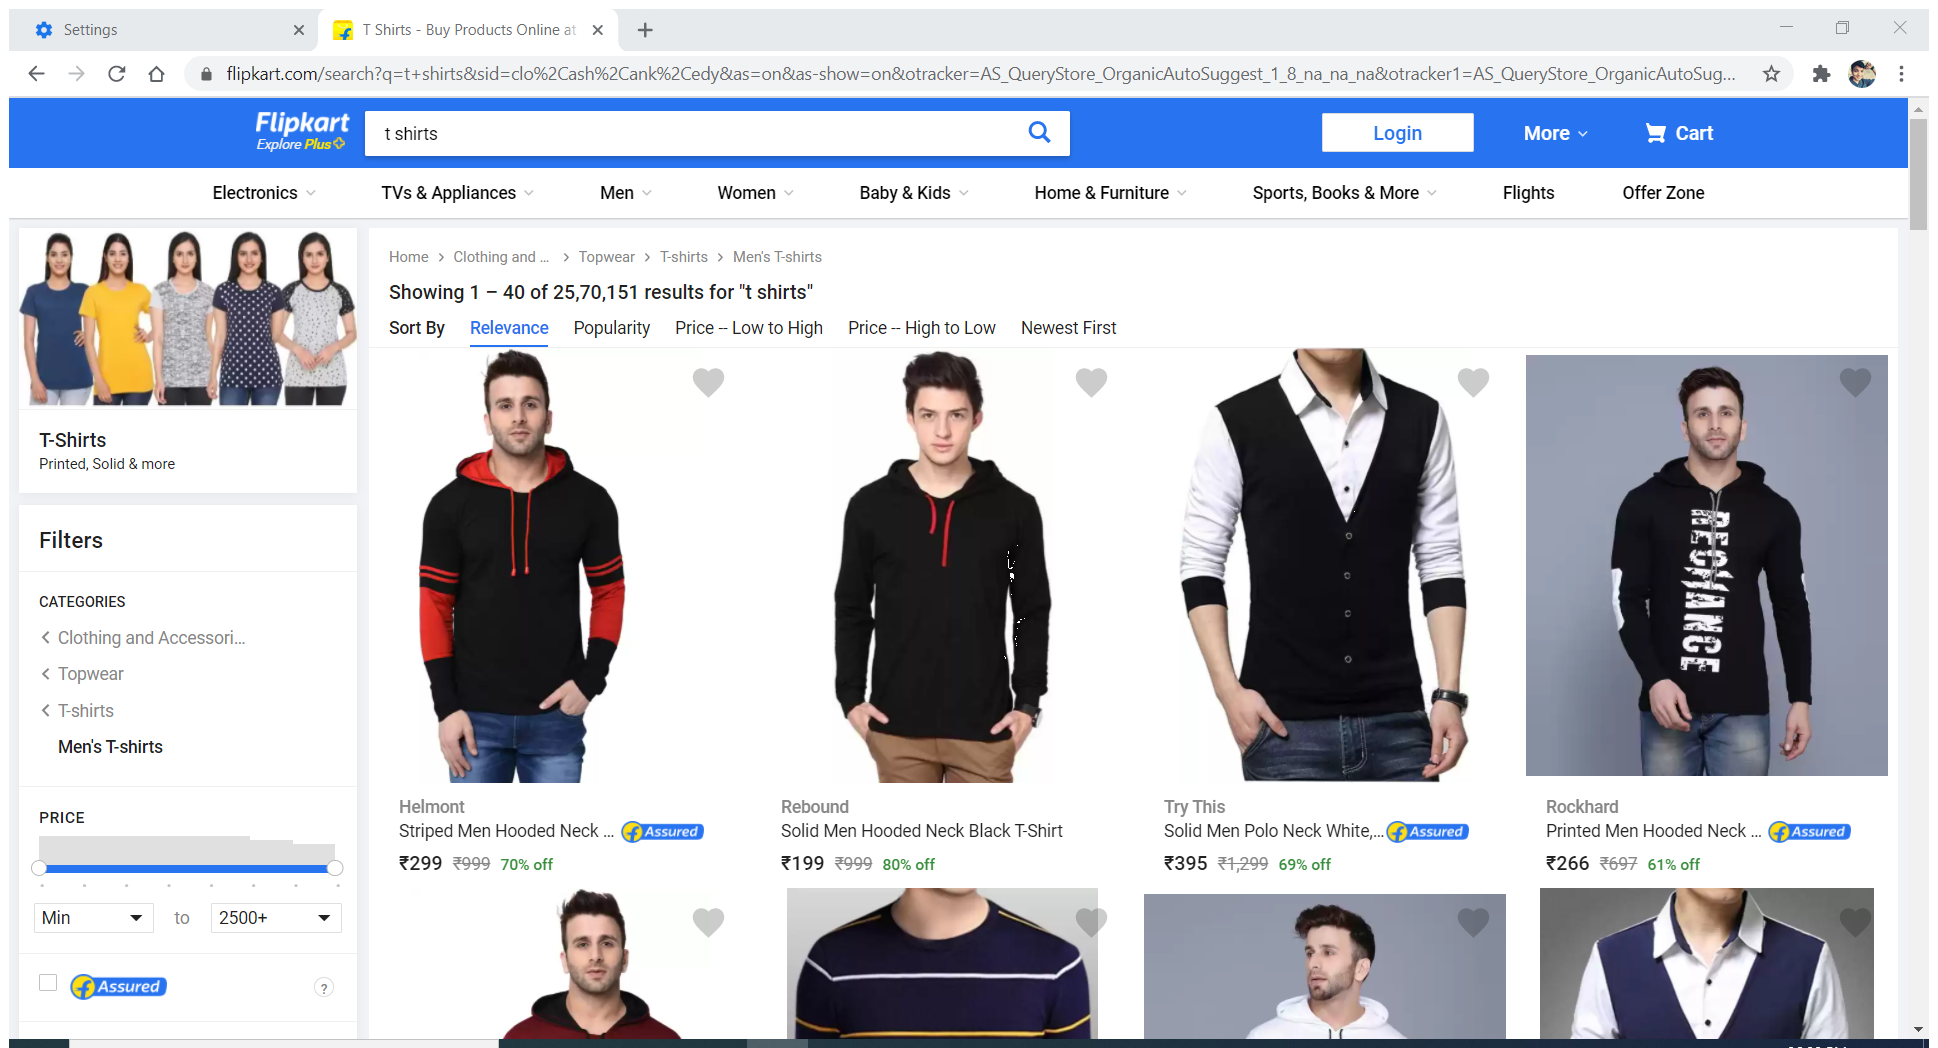 Settings
T Shirts - Buy Products Online at
flipkart.com/search?q=t+shirts&sid=clo%2Cash%2Cank%2Cedy&as=on&as-show=on&otracker=AS_QueryStore_OrganicAutoSuggest_1_8_na_na_na&otracker1=AS_QueryStore_OrganicAutoSug...
Flipkart
Explore Plus
t shirts
Login
More
Cart
Electronics
TVs & Appliances
Men
Women
Baby & Kids
Home & Furniture
Sports, Books & More
Flights
Offer Zone
T-Shirts
Printed, Solid & more
Filters
CATEGORIES
Clothing and Accessori...
Topwear
T-shirts
Men's T-shirts
PRICE
Min
to
2500+
Assured
?
Home > Clothing and ... > Topwear > T-shirts > Men's T-shirts
Showing 1 – 40 of 25,70,151 results for "t shirts"
Sort By Relevance Popularity Price -- Low to High Price -- High to Low Newest First
RECHANCE
Helmont
Striped Men Hooded Neck ... Assured
₹299 ₹999 70% off
Rebound
Solid Men Hooded Neck Black T-Shirt
₹199 ₹999 80% off
Try This
Solid Men Polo Neck White,... Assured
₹395 ₹1,299 69% off
Rockhard
Printed Men Hooded Neck ... Assured
₹266 ₹697 61% off